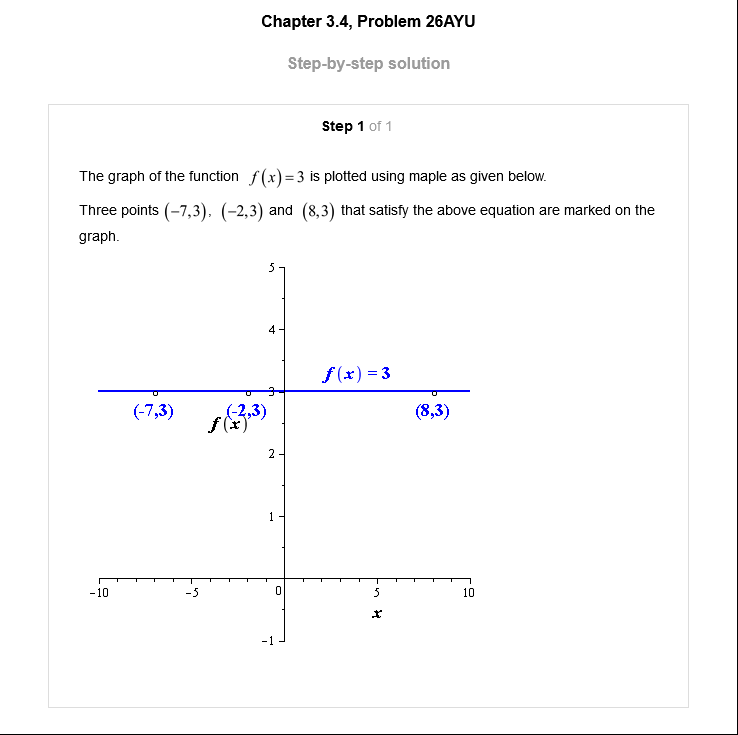 Chapter 3.4, Problem 26AYU
Step-by-step solution
Step 1 of 1
The graph of the function f(x)=3 is plotted using maple as given below.
Three points (−7,3), (−2,3) and (8,3) that satisfy the above equation are marked on the
graph.
5
4
f(x) = 3
3
(-7,3) (-2,3) (8,3)
f(x)
2
1
−10 −5 0 5 10
x
−1